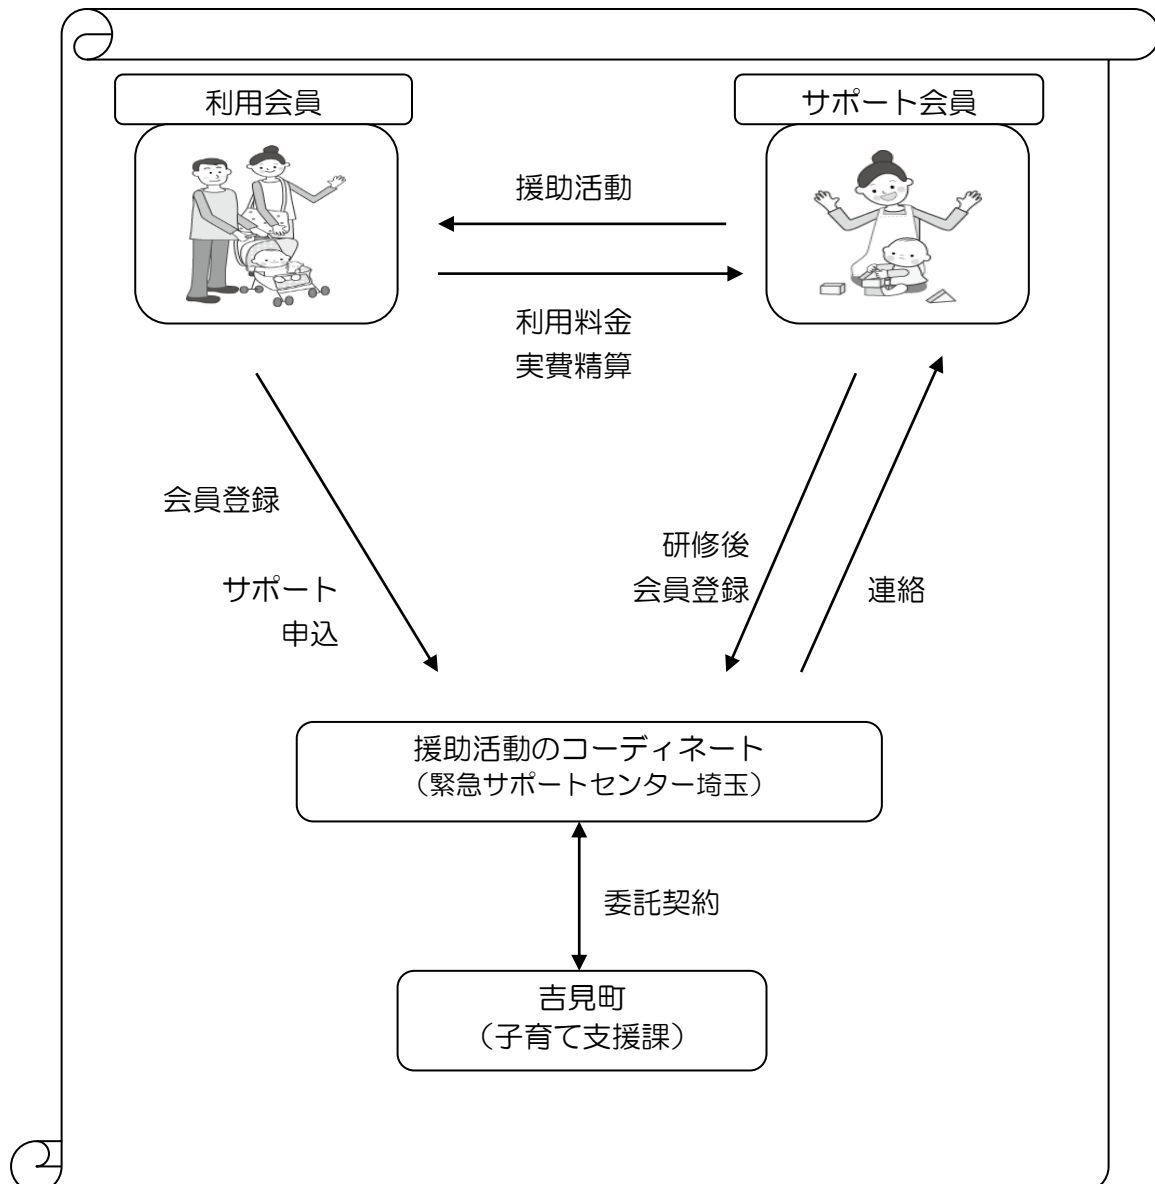 利用会員
サポート会員
援助活動
利用料金
実費精算
会員登録
サポート
申込
研修後
会員登録
連絡
援助活動のコーディネート
（緊急サポートセンター埼玉）
委託契約
吉見町
（子育て支援課）